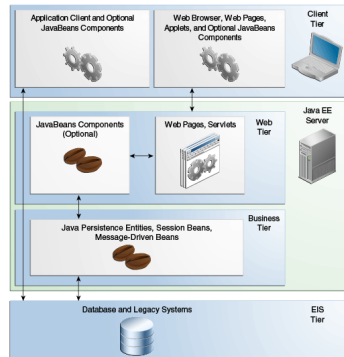 Application Client and Optional
JavaBeans Components
Web Browser, Web Pages,
Applets, and Optional JavaBeans
Components
Client
Tier
Java EE
Server
JavaBeans Components
(Optional)
Web Pages, Servlets
Web
Tier
Java Persistence Entities, Session Beans,
Message-Driven Beans
Business
Tier
Database and Legacy Systems
EIS
Tier